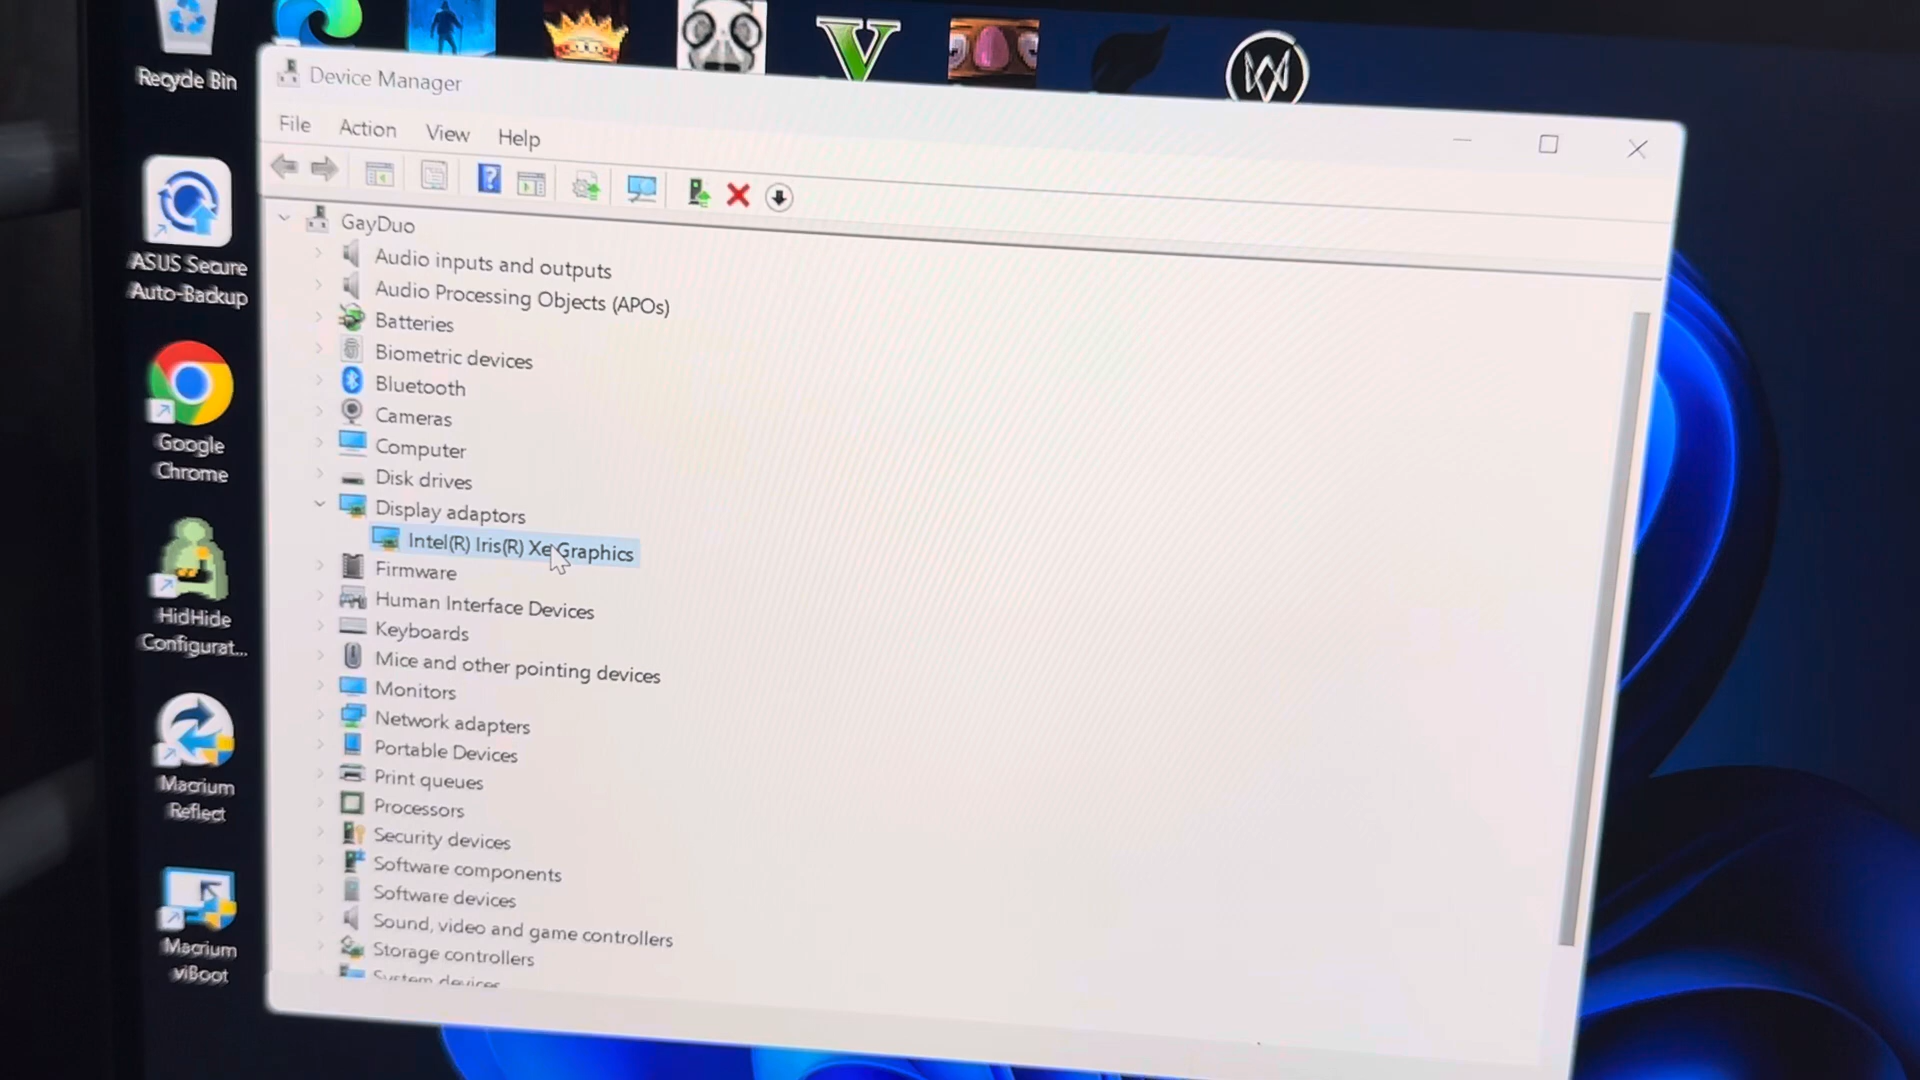 Recycle Bin
Device Manager
File Action View Help
GayDuo
Audio inputs and outputs
Audio Processing Objects (APOs)
Batteries
Biometric devices
Bluetooth
Cameras
Computer
Disk drives
Display adaptors
Intel(R) Iris(R) Xe Graphics
Firmware
Human Interface Devices
Keyboards
Mice and other pointing devices
Monitors
Network adapters
Portable Devices
Print queues
Processors
Security devices
Software components
Software devices
Sound, video and game controllers
Storage controllers
System devices
ASUS Secure
Auto-Backup
Google
Chrome
HidHide
Configurat...
Macrium
Reflect
Macrium
viBoot